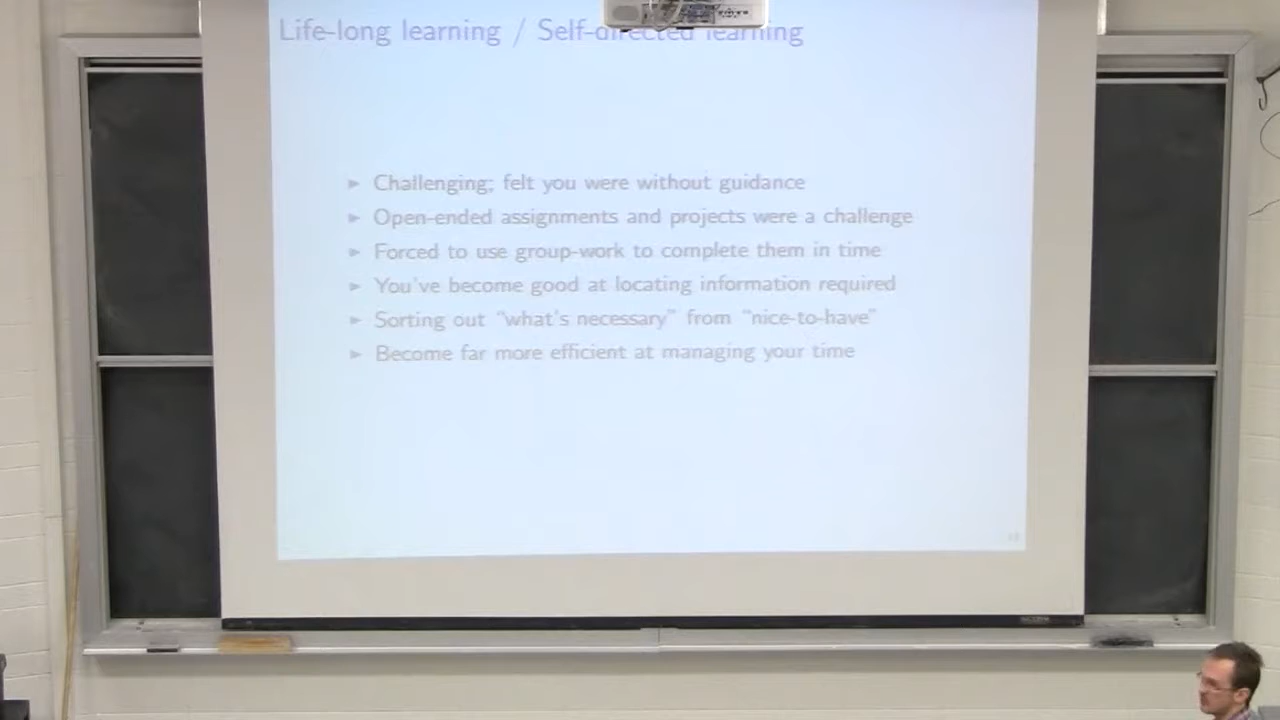 Life-long learning / Self-directed learning
► Challenging; felt you were without guidance
► Open-ended assignments and projects were a challenge
► Forced to use group-work to complete them in time
► You've become good at locating information required
► Sorting out “what's necessary” from “nice-to-have”
► Become far more efficient at managing your time